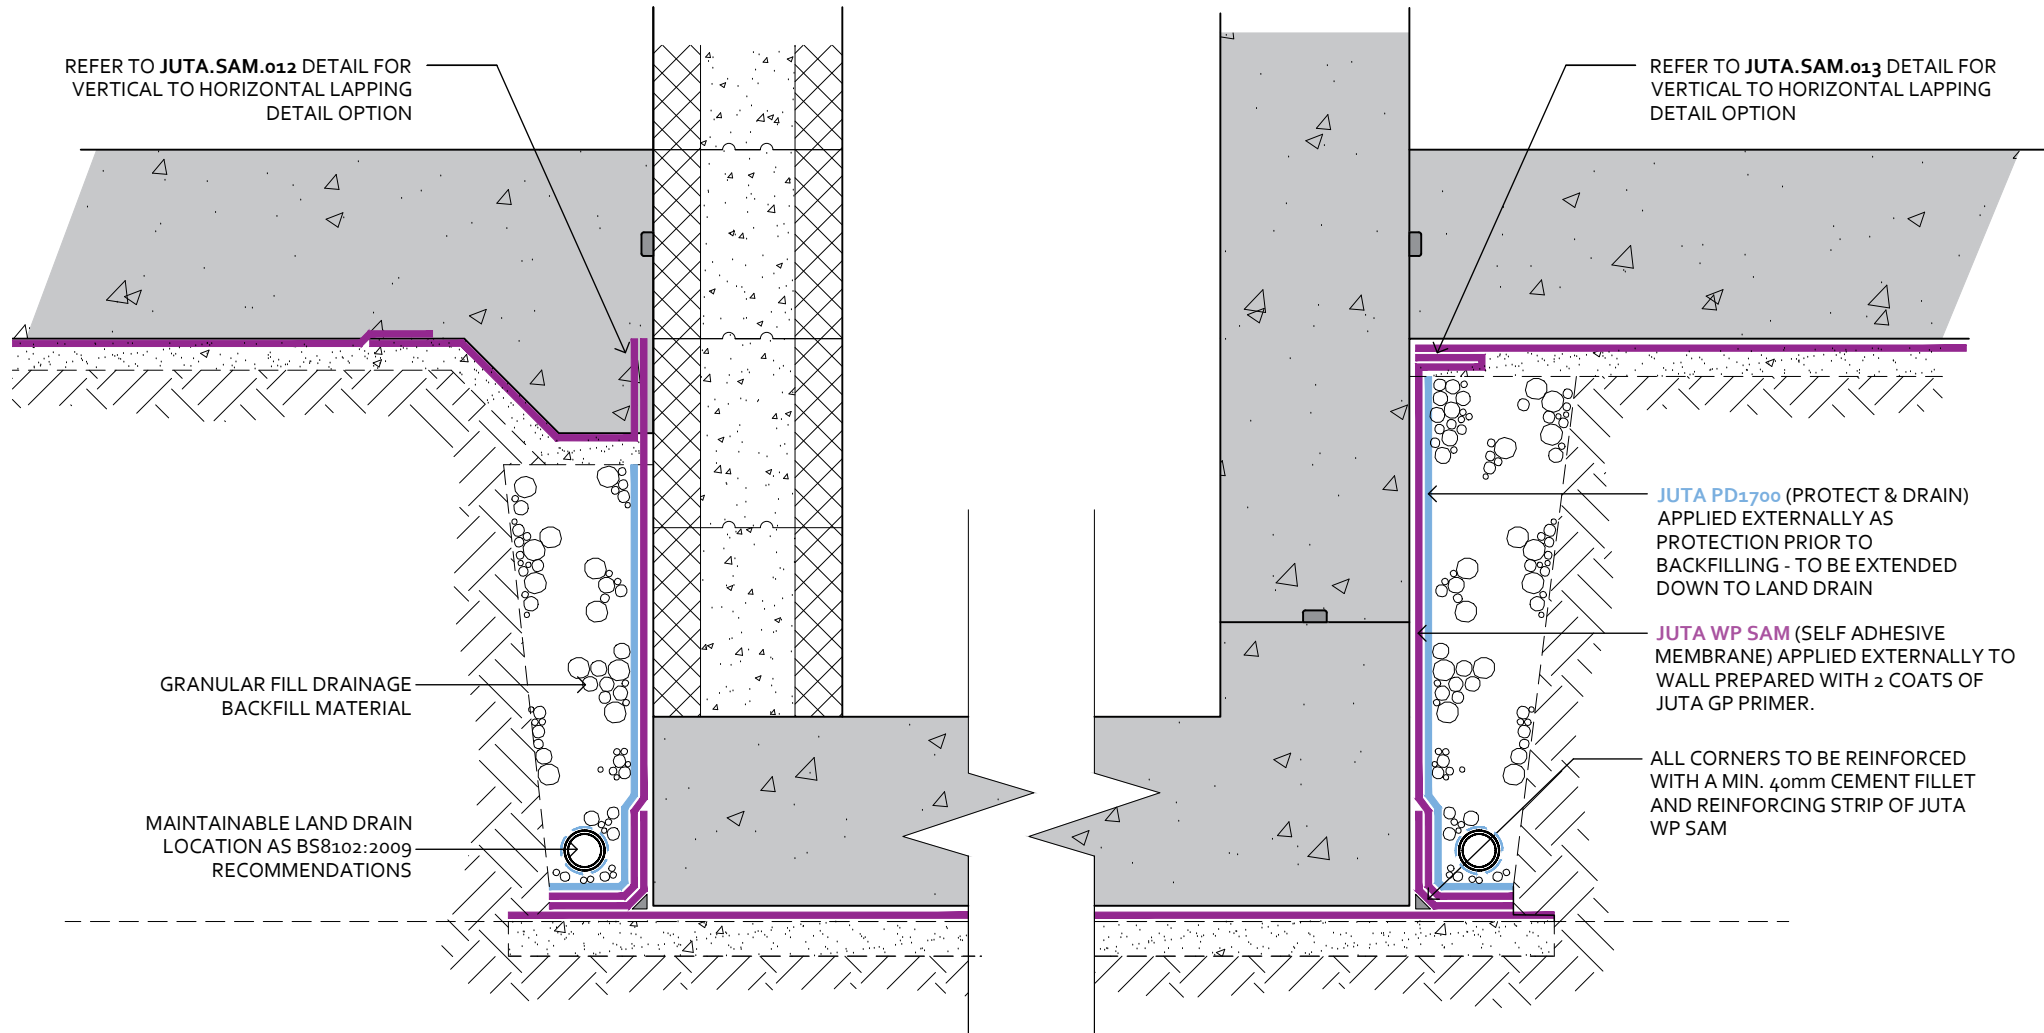 REFER TO JUTA.SAM.012 DETAIL FOR
VERTICAL TO HORIZONTAL LAPPING
DETAIL OPTION
GRANULAR FILL DRAINAGE
BACKFILL MATERIAL
MAINTAINABLE LAND DRAIN
LOCATION AS BS8102:2009
RECOMMENDATIONS
REFER TO JUTA.SAM.013 DETAIL FOR
VERTICAL TO HORIZONTAL LAPPING
DETAIL OPTION
JUTA PD1700 (PROTECT & DRAIN)
APPLIED EXTERNALLY AS
PROTECTION PRIOR TO
BACKFILLING - TO BE EXTENDED
DOWN TO LAND DRAIN
JUTA WP SAM (SELF ADHESIVE
MEMBRANE) APPLIED EXTERNALLY TO
WALL PREPARED WITH 2 COATS OF
JUTA GP PRIMER.
ALL CORNERS TO BE REINFORCED
WITH A MIN. 40mm CEMENT FILLET
AND REINFORCING STRIP OF JUTA
WP SAM